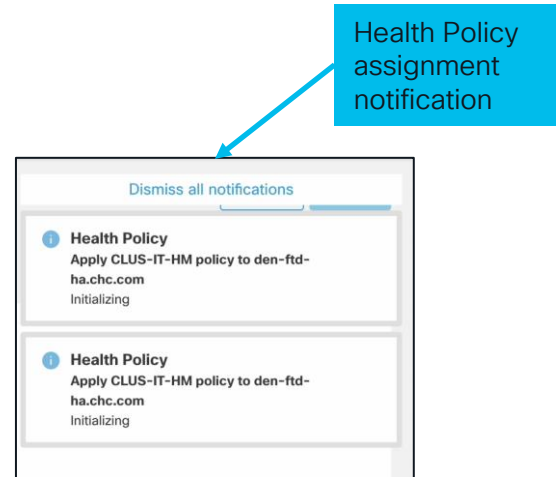 Health Policy
assignment
notification
Dismiss all notifications
Health Policy
Apply CLUS-IT-HM policy to den-ftd-
ha.chc.com
Initializing
Health Policy
Apply CLUS-IT-HM policy to den-ftd-
ha.chc.com
Initializing